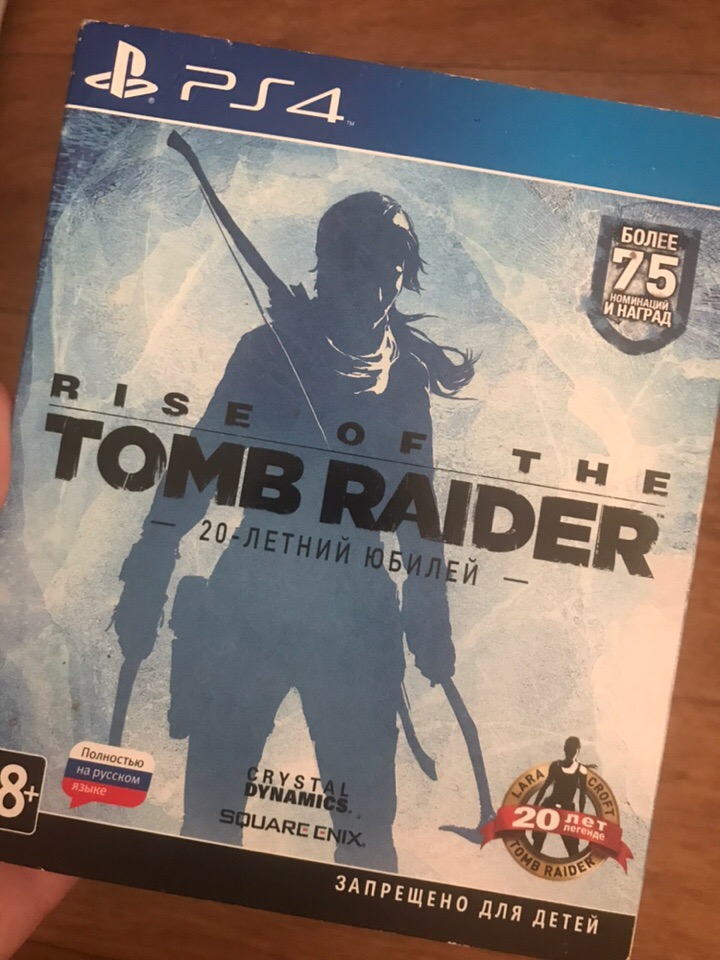 PS4
БОЛЕЕ
75
НОМИНАЦИЙ
И НАГРАД
RISE OF THE
TOMB RAIDER
— 20-ЛЕТНИЙ ЮБИЛЕЙ —
8+
Полностью
на русском
языке
CRYSTAL
DYNAMICS.
SQUARE ENIX.
LARA CROFT
20 лет
легенде
TOMB RAIDER
ЗАПРЕЩЕНО ДЛЯ ДЕТЕЙ